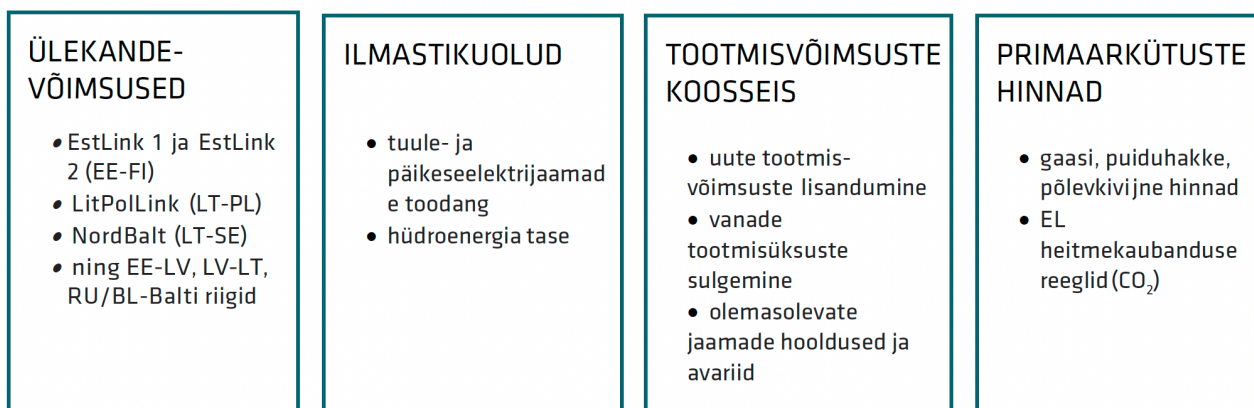 ÜLEKANDE-
VÕIMSUSED
• EstLink 1 ja EstLink
2 (EE-FI)
• LitPolLink (LT-PL)
• NordBalt (LT-SE)
• ning EE-LV, LV-LT,
RU/BL-Balti riigid
ILMASTIKUOLUD
• tuule- ja
päikeseelektrijaamad
e toodang
• hüdroenergia tase
TOOTMISVÕIMSUSTE
KOOSSEIS
• uute tootmis-
võimsuste lisandumine
• vanade
tootmisüksuste
sulgemine
• olemasolevate
jaamade hooldused ja
avariid
PRIMAARKÜTUSTE
HINNAD
• gaasi, puiduhakke,
põlevkivijne hinnad
• EL
heitmekaubanduse
reeglid (CO₂)